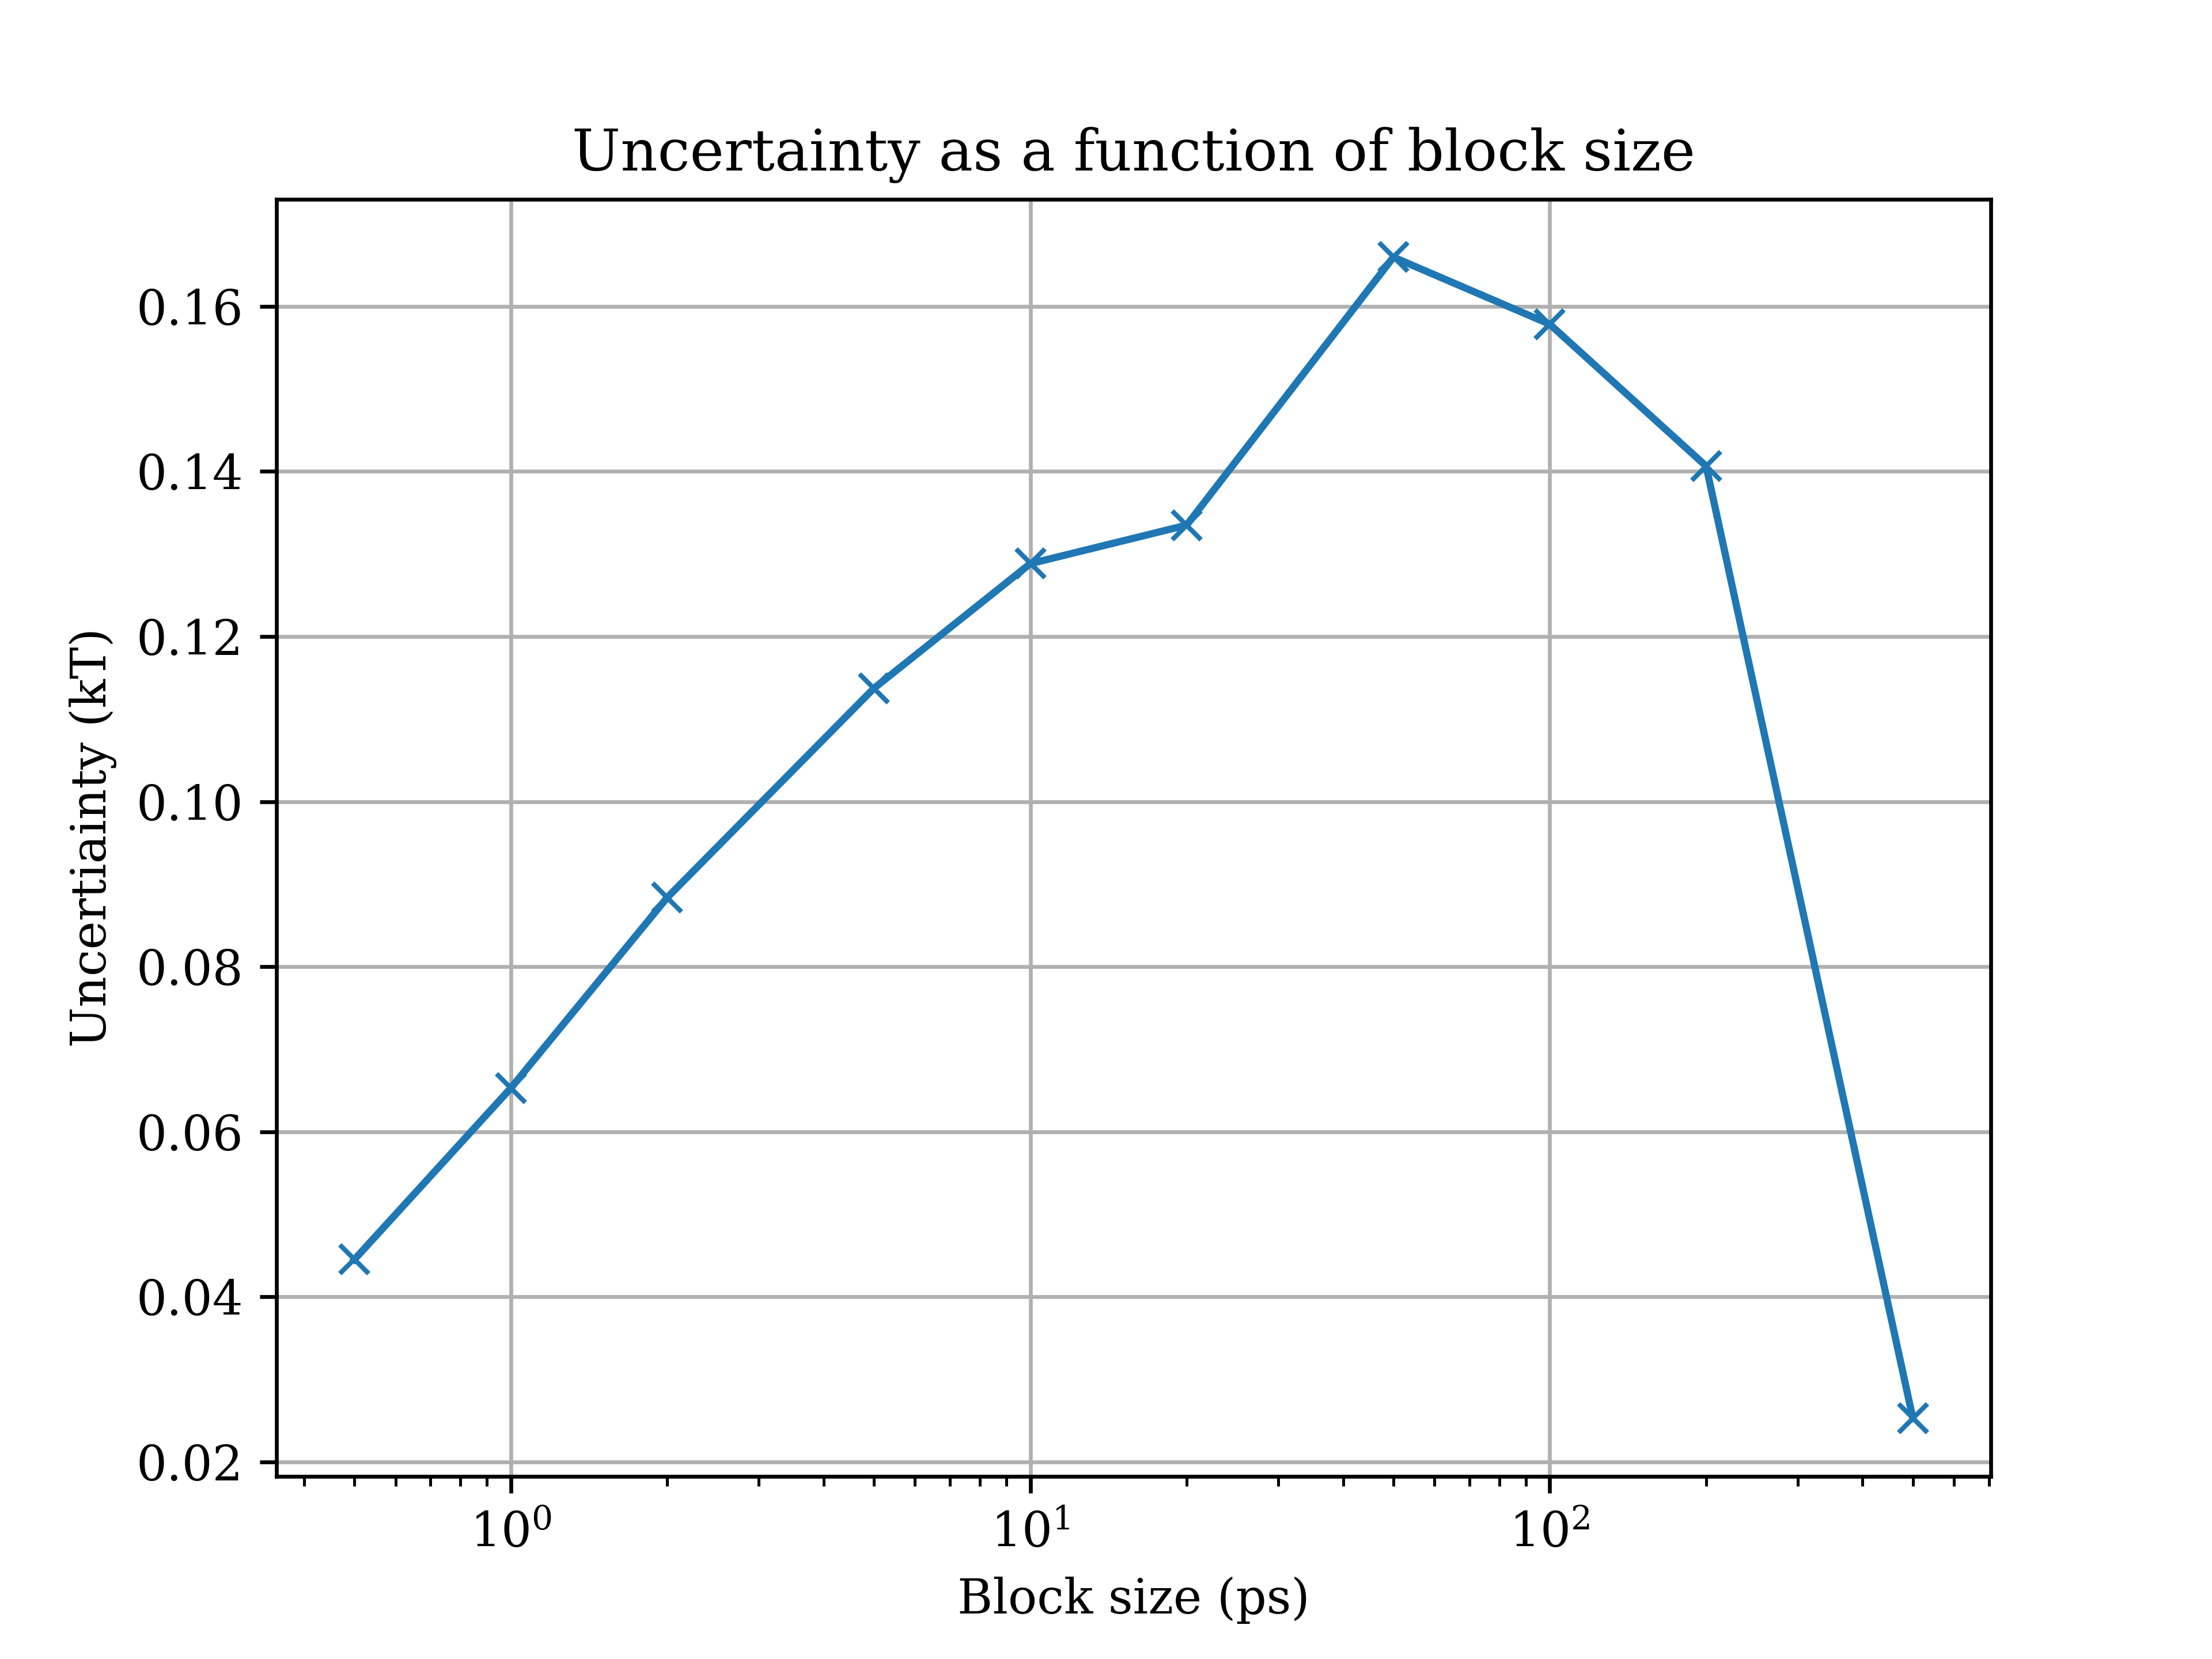 Uncertainty as a function of block size
Uncertiainty (kT)
0.16
0.14
0.12
0.10
0.08
0.06
0.04
0.02
10⁰ 10¹ 10²
Block size (ps)